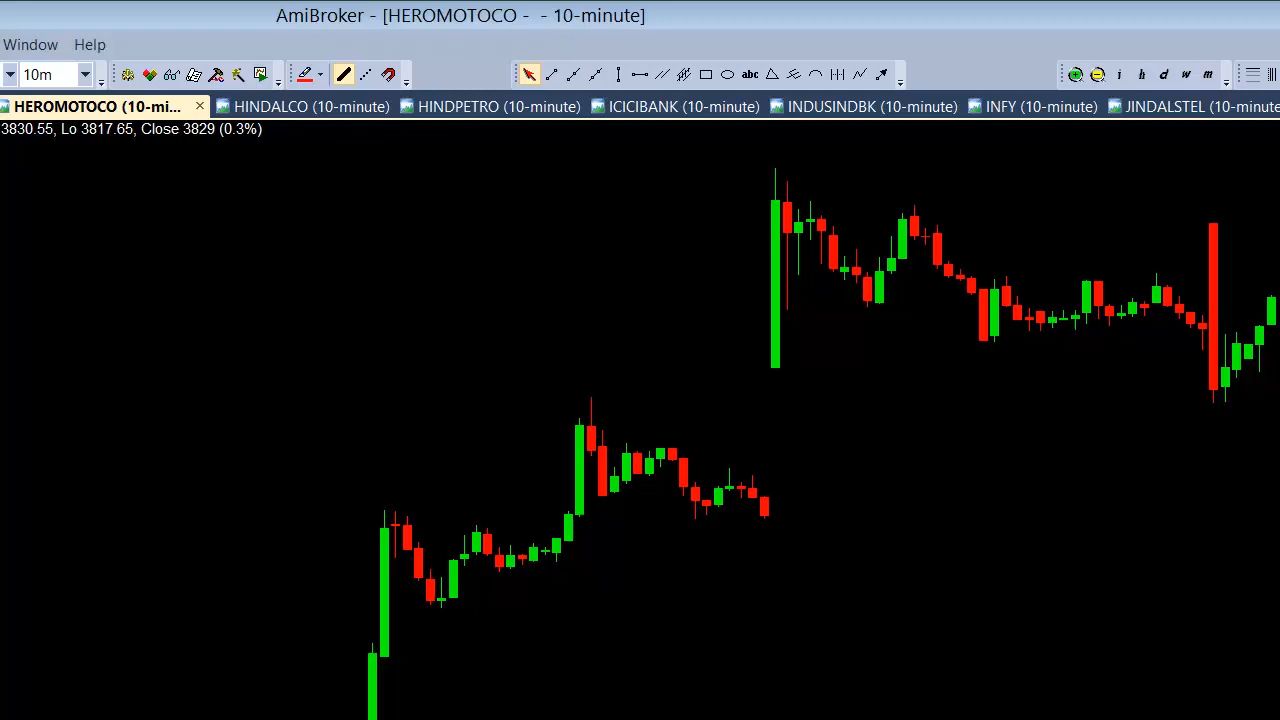 AmiBroker - [HEROMOTOCO -  - 10-minute]
Window Help
10m abc i h d w m
HEROMOTOCO (10-mi... × HINDALCO (10-minute) HINDPETRO (10-minute) ICICIBANK (10-minute) INDUSINDBK (10-minute) INFY (10-minute) JINDALSTEL (10-minute
3830.55, Lo 3817.65, Close 3829 (0.3%)